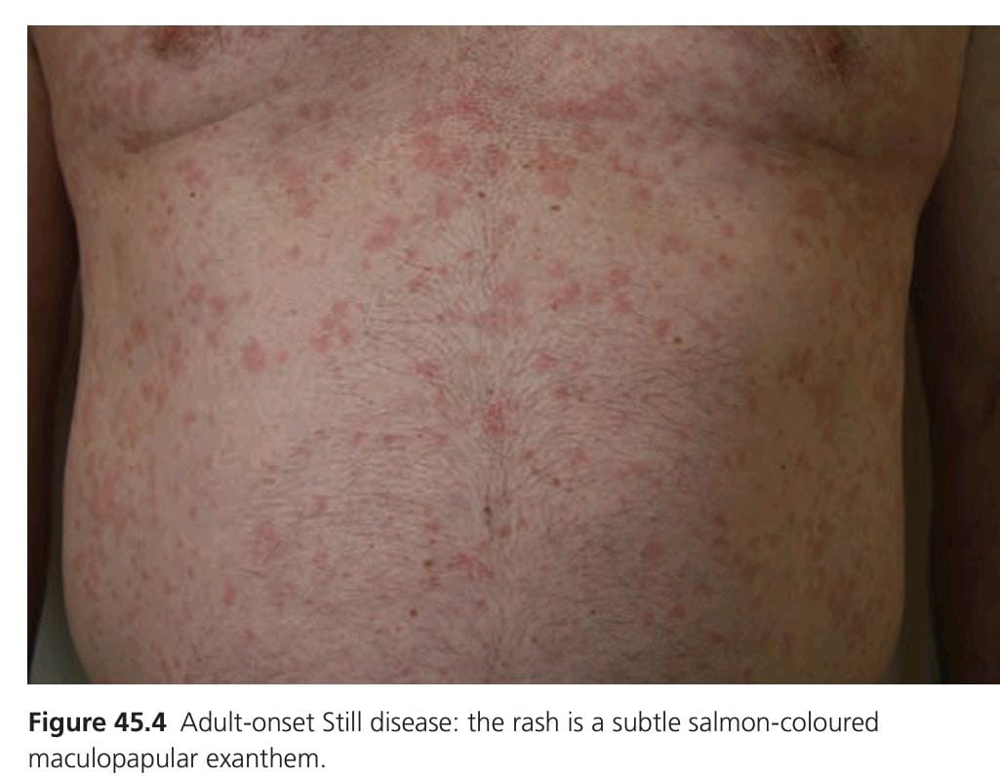 Figure 45.4 Adult-onset Still disease: the rash is a subtle salmon-coloured
maculopapular exanthem.